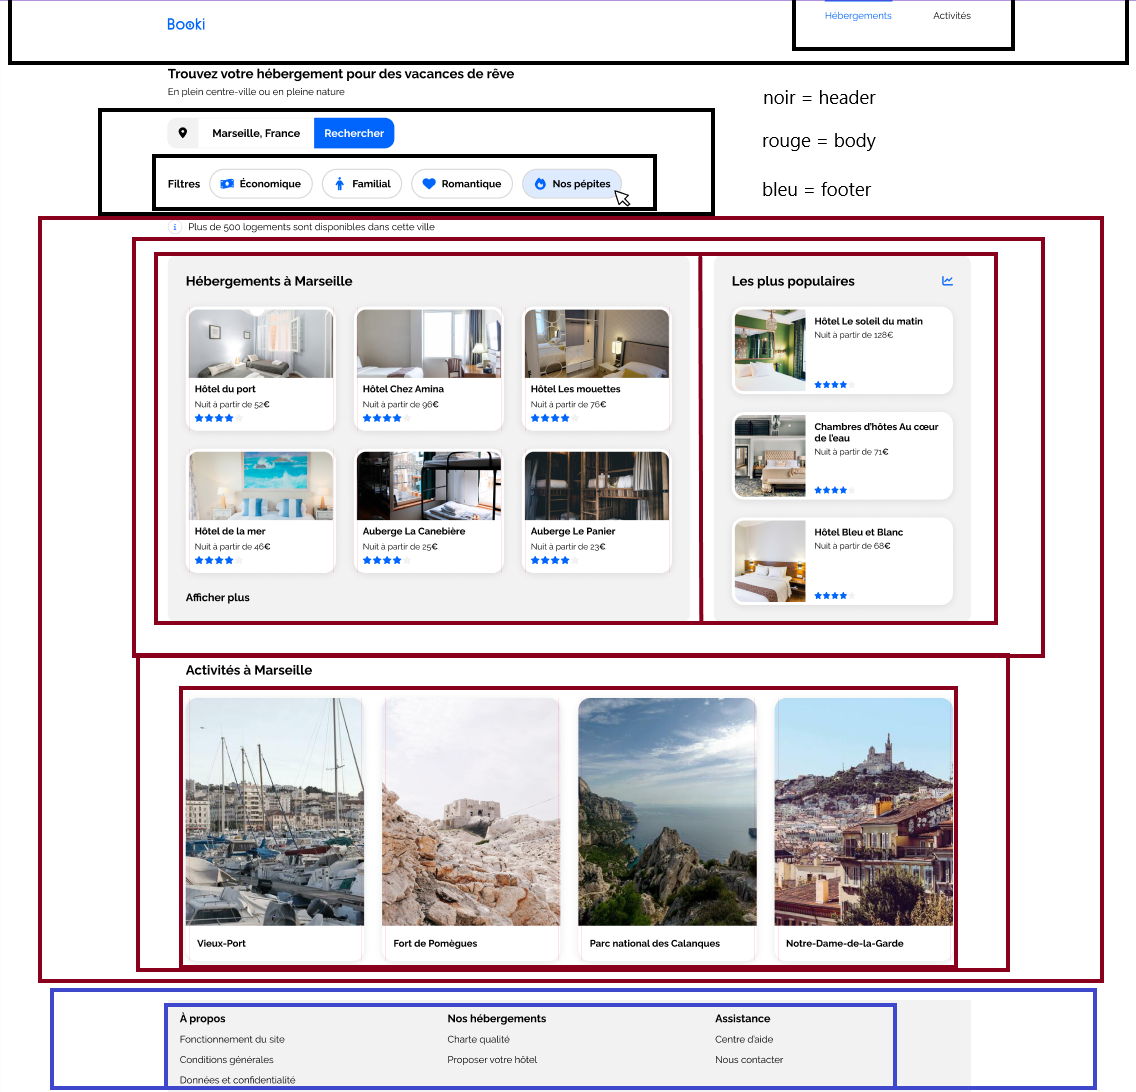 Booki
Hébergements
Activités
Trouvez votre hébergement pour des vacances de rêve
En plein centre-ville ou en pleine nature
noir = header
Marseille, France
Rechercher
rouge = body
Filtres
Économique
Familial
Romantique
Nos pépites
bleu = footer
Plus de 500 logements sont disponibles dans cette ville
Hébergements à Marseille
Hôtel du port
Nuit à partir de 52€
Hôtel Chez Amina
Nuit à partir de 96€
Hôtel Les mouettes
Nuit à partir de 76€
Hôtel de la mer
Nuit à partir de 46€
Auberge La Canebière
Nuit à partir de 25€
Auberge Le Panier
Nuit à partir de 23€
Afficher plus
Les plus populaires
Hôtel Le soleil du matin
Nuit à partir de 128€
Chambres d'hôtes Au cœur
de l'eau
Nuit à partir de 71€
Hôtel Bleu et Blanc
Nuit à partir de 68€
Activités à Marseille
Vieux-Port
Fort de Pomègues
Parc national des Calanques
Notre-Dame-de-la-Garde
À propos
Fonctionnement du site
Conditions générales
Données et confidentialité
Nos hébergements
Charte qualité
Proposer votre hôtel
Assistance
Centre d'aide
Nous contacter